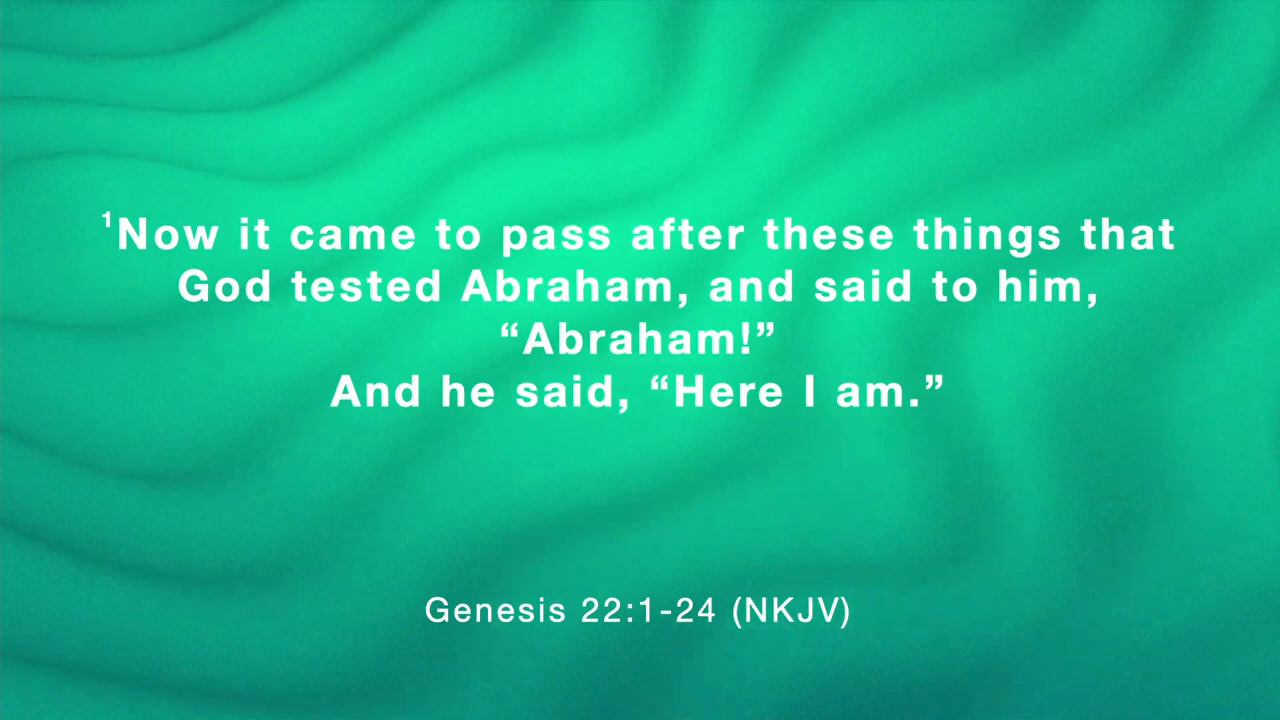 ¹Now it came to pass after these things that
God tested Abraham, and said to him,
“Abraham!”
And he said, “Here I am.”
Genesis 22:1-24 (NKJV)